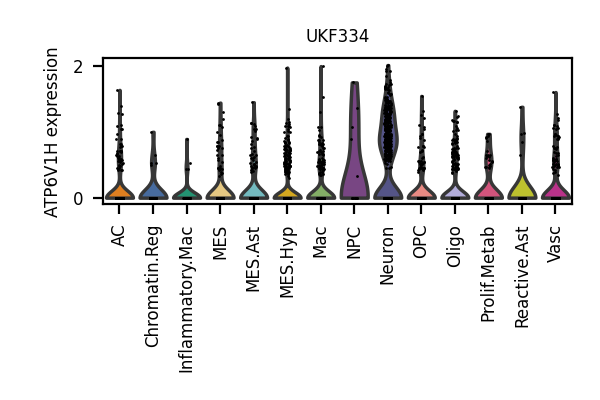 UKF334
ATP6V1H expression
2
0
AC
Chromatin.Reg
Inflammatory.Mac
MES
MES.Ast
MES.Hyp
Mac
NPC
Neuron
OPC
Oligo
Prolif.Metab
Reactive.Ast
Vasc